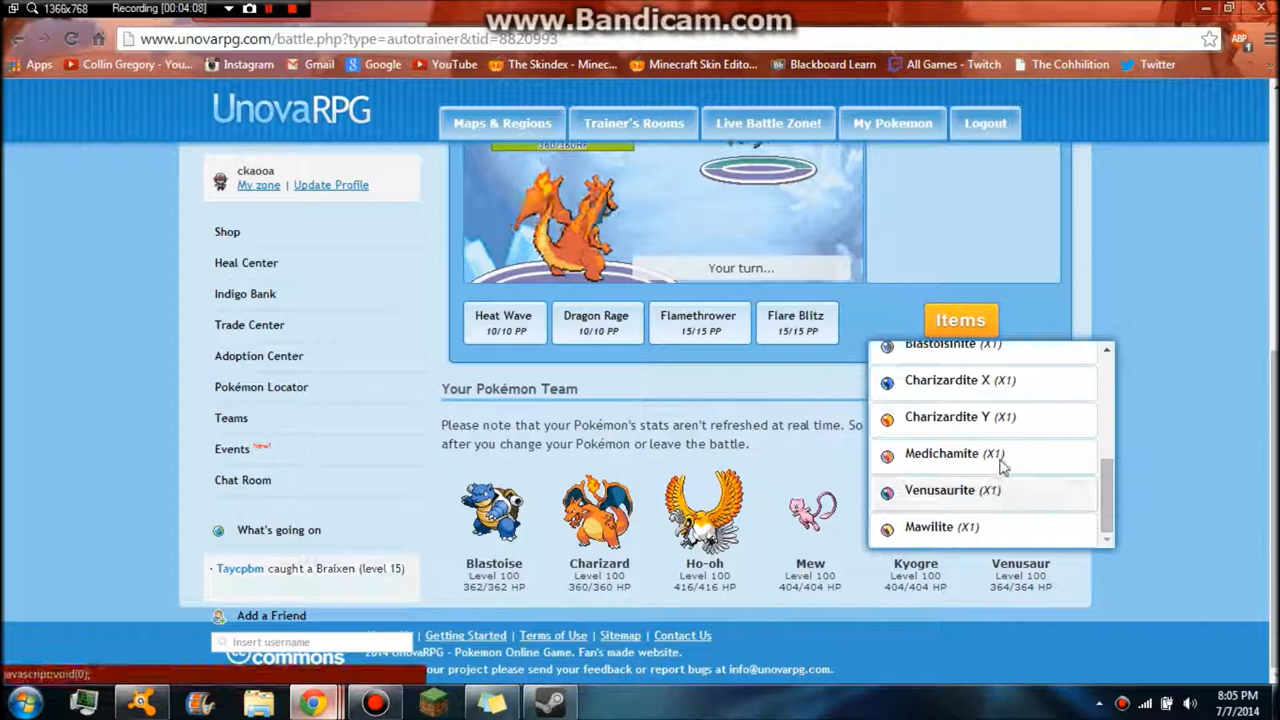 1366x768 Recording [00:04:08]
www.Bandicam.com
www.unovarpg.com/battle.php?type=autotrainer&tid=8820993
ABP
1
Apps Collin Gregory - You... Instagram Gmail Google YouTube The Skindex - Minec... Minecraft Skin Edito... Blackboard Learn All Games - Twitch The Cohhilition Twitter
UnovaRPG
Maps & Regions Trainer's Rooms Live Battle Zone! My Pokemon Logout
ckaooa
My zone | Update Profile
Shop
Heal Center
Indigo Bank
Trade Center
Adoption Center
Pokémon Locator
Teams
Events New!
Chat Room
What's going on
· Taycpbm caught a Braixen (level 15)
Add a Friend
Insert username
360/360HP
Your turn...
Heat Wave
10/10 PP
Dragon Rage
10/10 PP
Flamethrower
15/15 PP
Flare Blitz
15/15 PP
Items
Blastoisinite (X1)
Charizardite X (X1)
Charizardite Y (X1)
Medichamite (X1)
Venusaurite (X1)
Mawilite (X1)
Your Pokémon Team
Please note that your Pokémon's stats aren't refreshed at real time. So
after you change your Pokémon or leave the battle.
Blastoise
Level 100
362/362 HP
Charizard
Level 100
360/360 HP
Ho-oh
Level 100
416/416 HP
Mew
Level 100
404/404 HP
Kyogre
Level 100
404/404 HP
Venusaur
Level 100
364/364 HP
Getting Started | Terms of Use | Sitemap | Contact Us
commons
2014 UnovaRPG - Pokemon Online Game. Fan's made website.
our project please send your feedback or report bugs at info@unovarpg.com.
javascript:void(0);
8:05 PM
7/7/2014